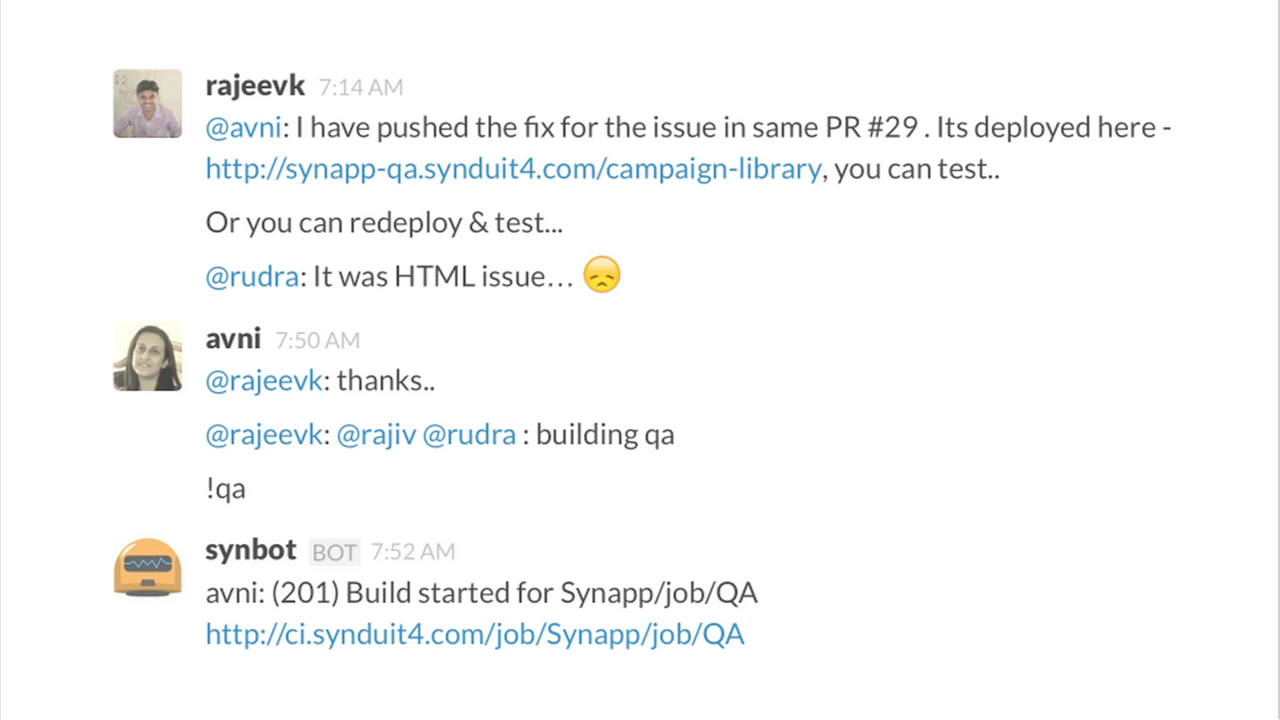 rajeevk 7:14 AM
@avni: I have pushed the fix for the issue in same PR #29 . Its deployed here -
http://synapp-qa.synduit4.com/campaign-library, you can test..
Or you can redeploy & test...
@rudra: It was HTML issue… 😞
avni 7:50 AM
@rajeevk: thanks..
@rajeevk: @rajiv @rudra : building qa
!qa
synbot BOT 7:52 AM
avni: (201) Build started for Synapp/job/QA
http://ci.synduit4.com/job/Synapp/job/QA